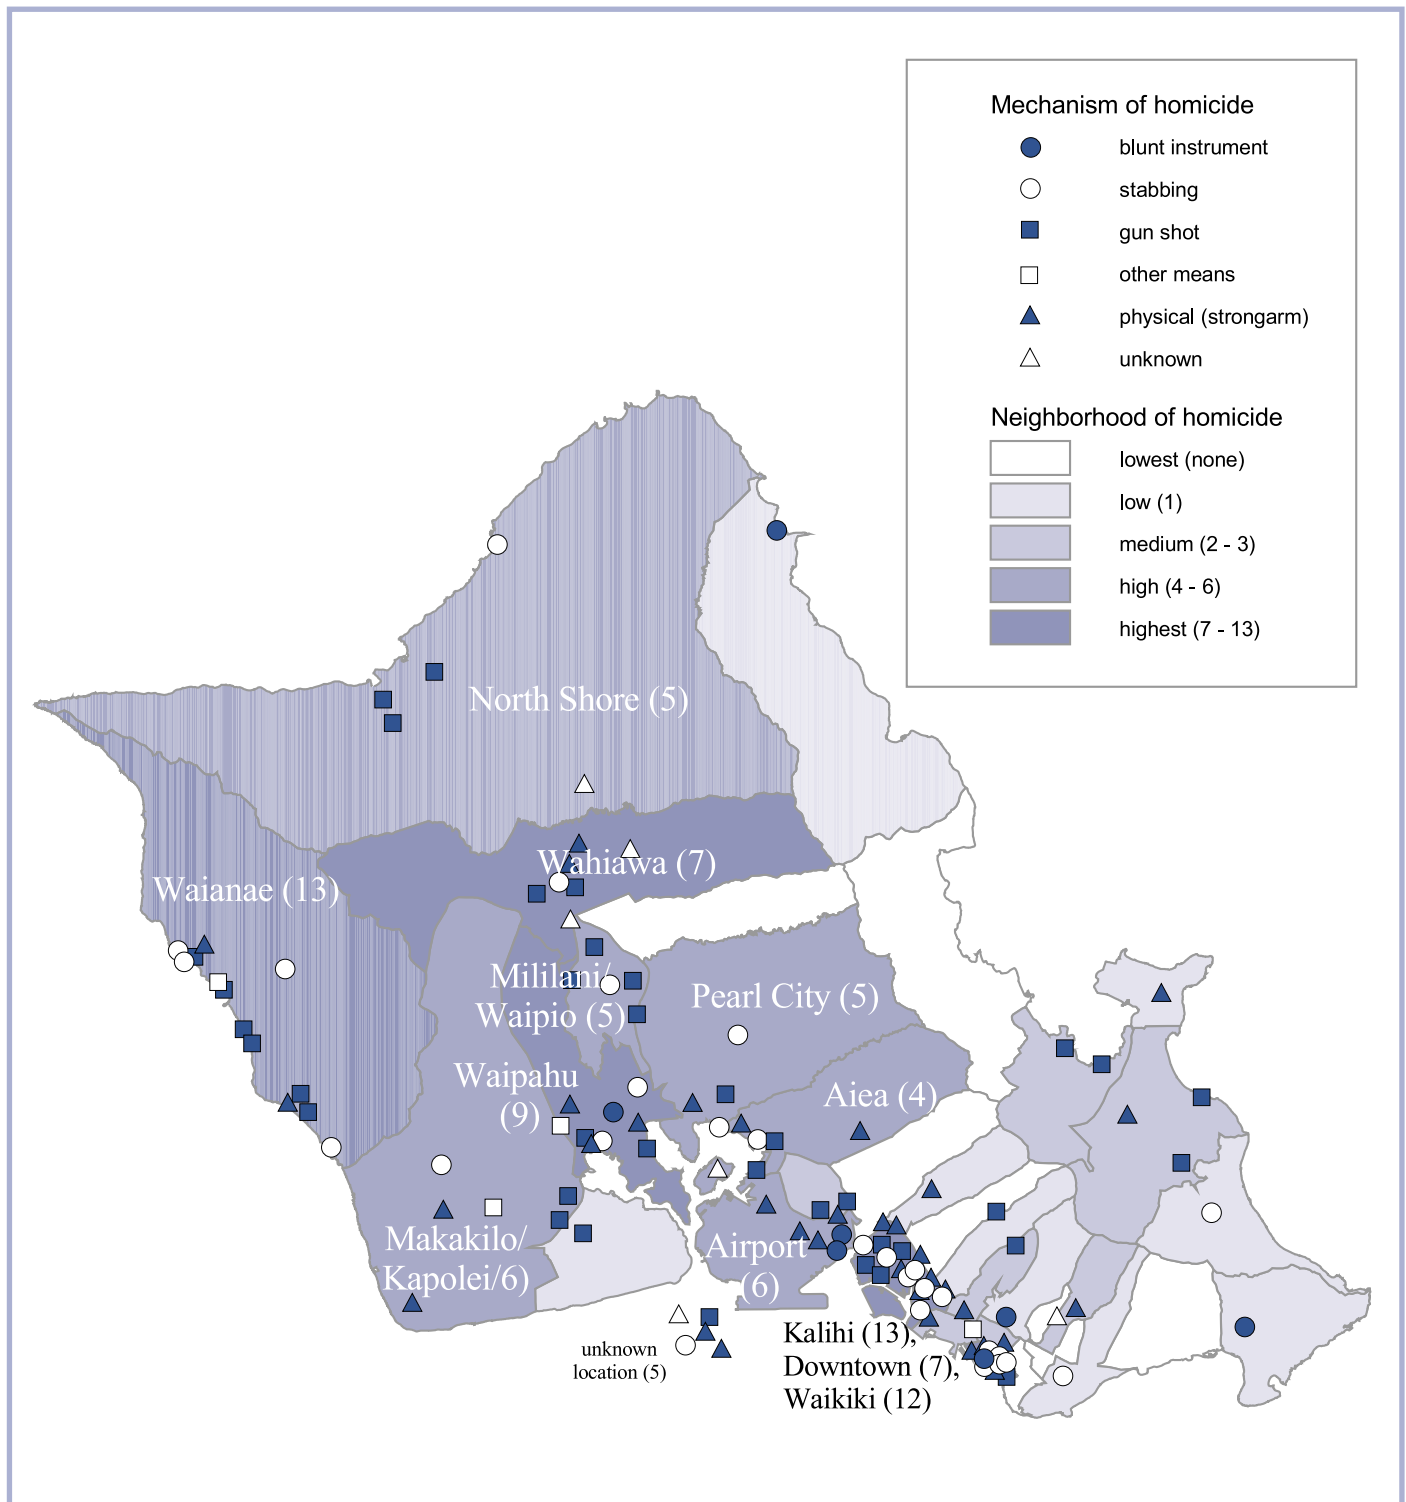 Mechanism of homicide
blunt instrument
stabbing
gun shot
other means
physical (strongarm)
unknown
Neighborhood of homicide
lowest (none)
low (1)
medium (2 - 3)
high (4 - 6)
highest (7 - 13)
North Shore (5)
Wahiawa (7)
Waianae (13)
Mililani/
Waipio (5)
Pearl City (5)
Waipahu
(9)
Aiea (4)
Makakilo/
Kapolei/6)
Airport
(6)
unknown
location (5)
Kalihi (13),
Downtown (7),
Waikiki (12)